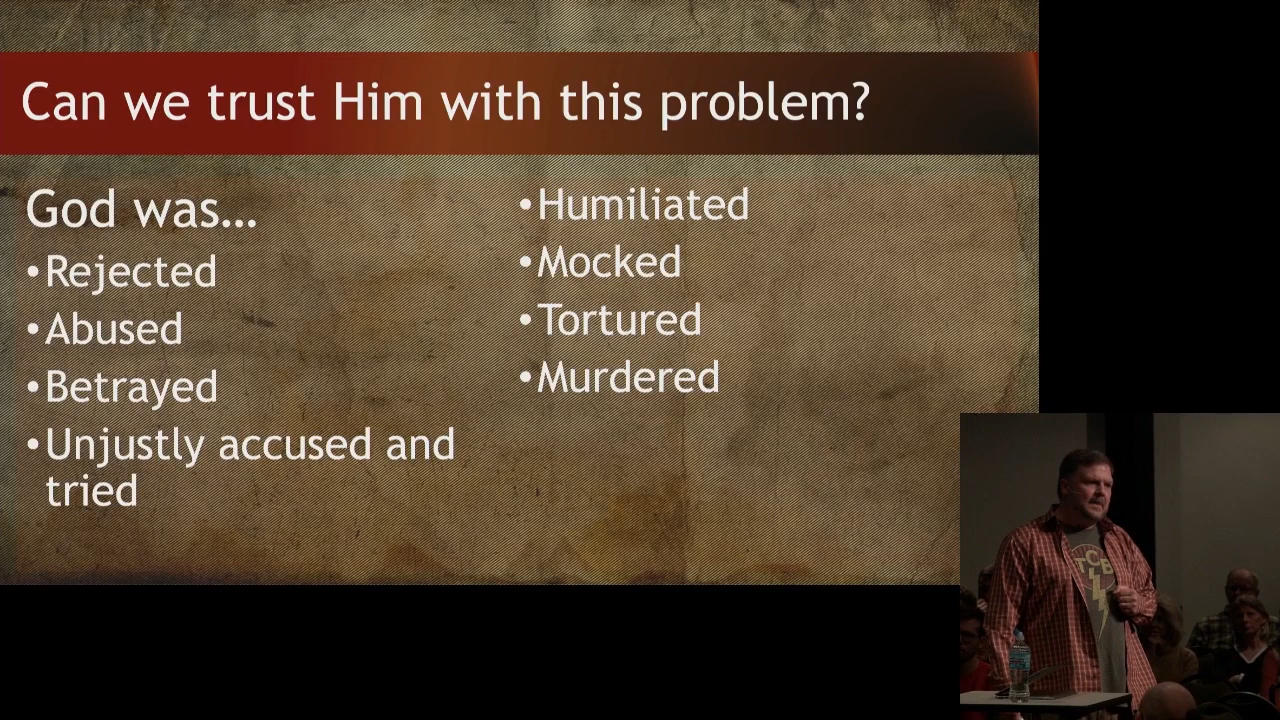 Can we trust Him with this problem?
God was…
•Rejected
•Abused
•Betrayed
•Unjustly accused and
tried
•Humiliated
•Mocked
•Tortured
•Murdered
TCB